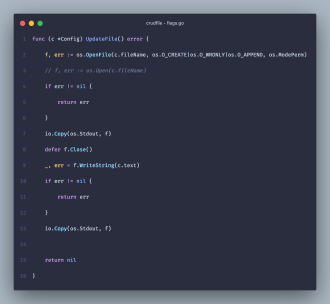 crudfile - flags.go
1 func (c *Config) UpdateFile() error {
2 f, err := os.OpenFile(c.fileName, os.O_CREATE|os.O_WRONLY|os.O_APPEND, os.ModePerm)
3 // f, err := os.Open(c.fileName)
4 if err != nil {
5 return err
6 }
7 io.Copy(os.Stdout, f)
8 defer f.Close()
9 _, err = f.WriteString(c.text)
10 if err != nil {
11 return err
12 }
13 io.Copy(os.Stdout, f)
14
15 return nil
16 }